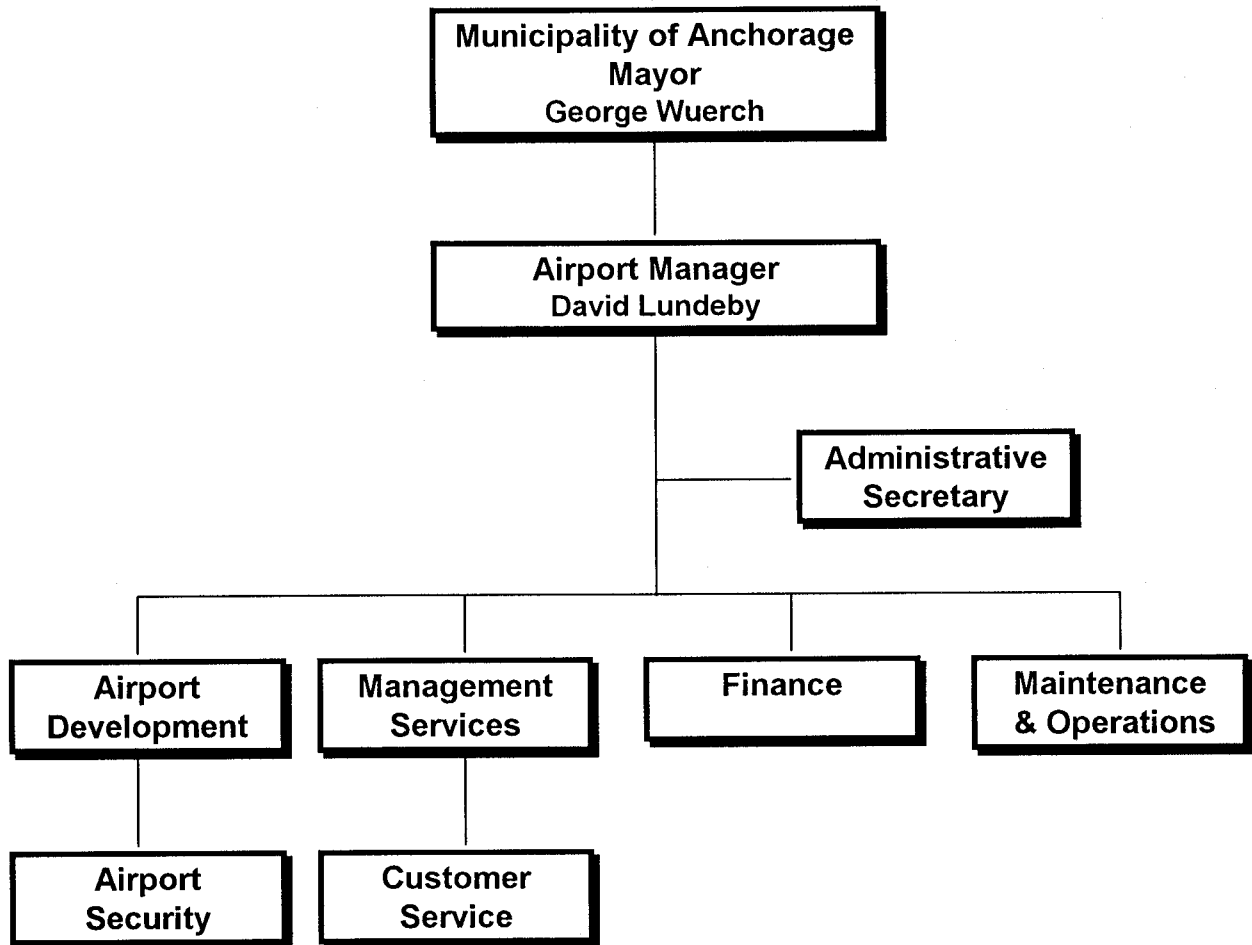 Municipality of Anchorage
Mayor
George Wuerch
Airport Manager
David Lundeby
Administrative
Secretary
Airport
Development
Management
Services
Finance
Maintenance
& Operations
Airport
Security
Customer
Service